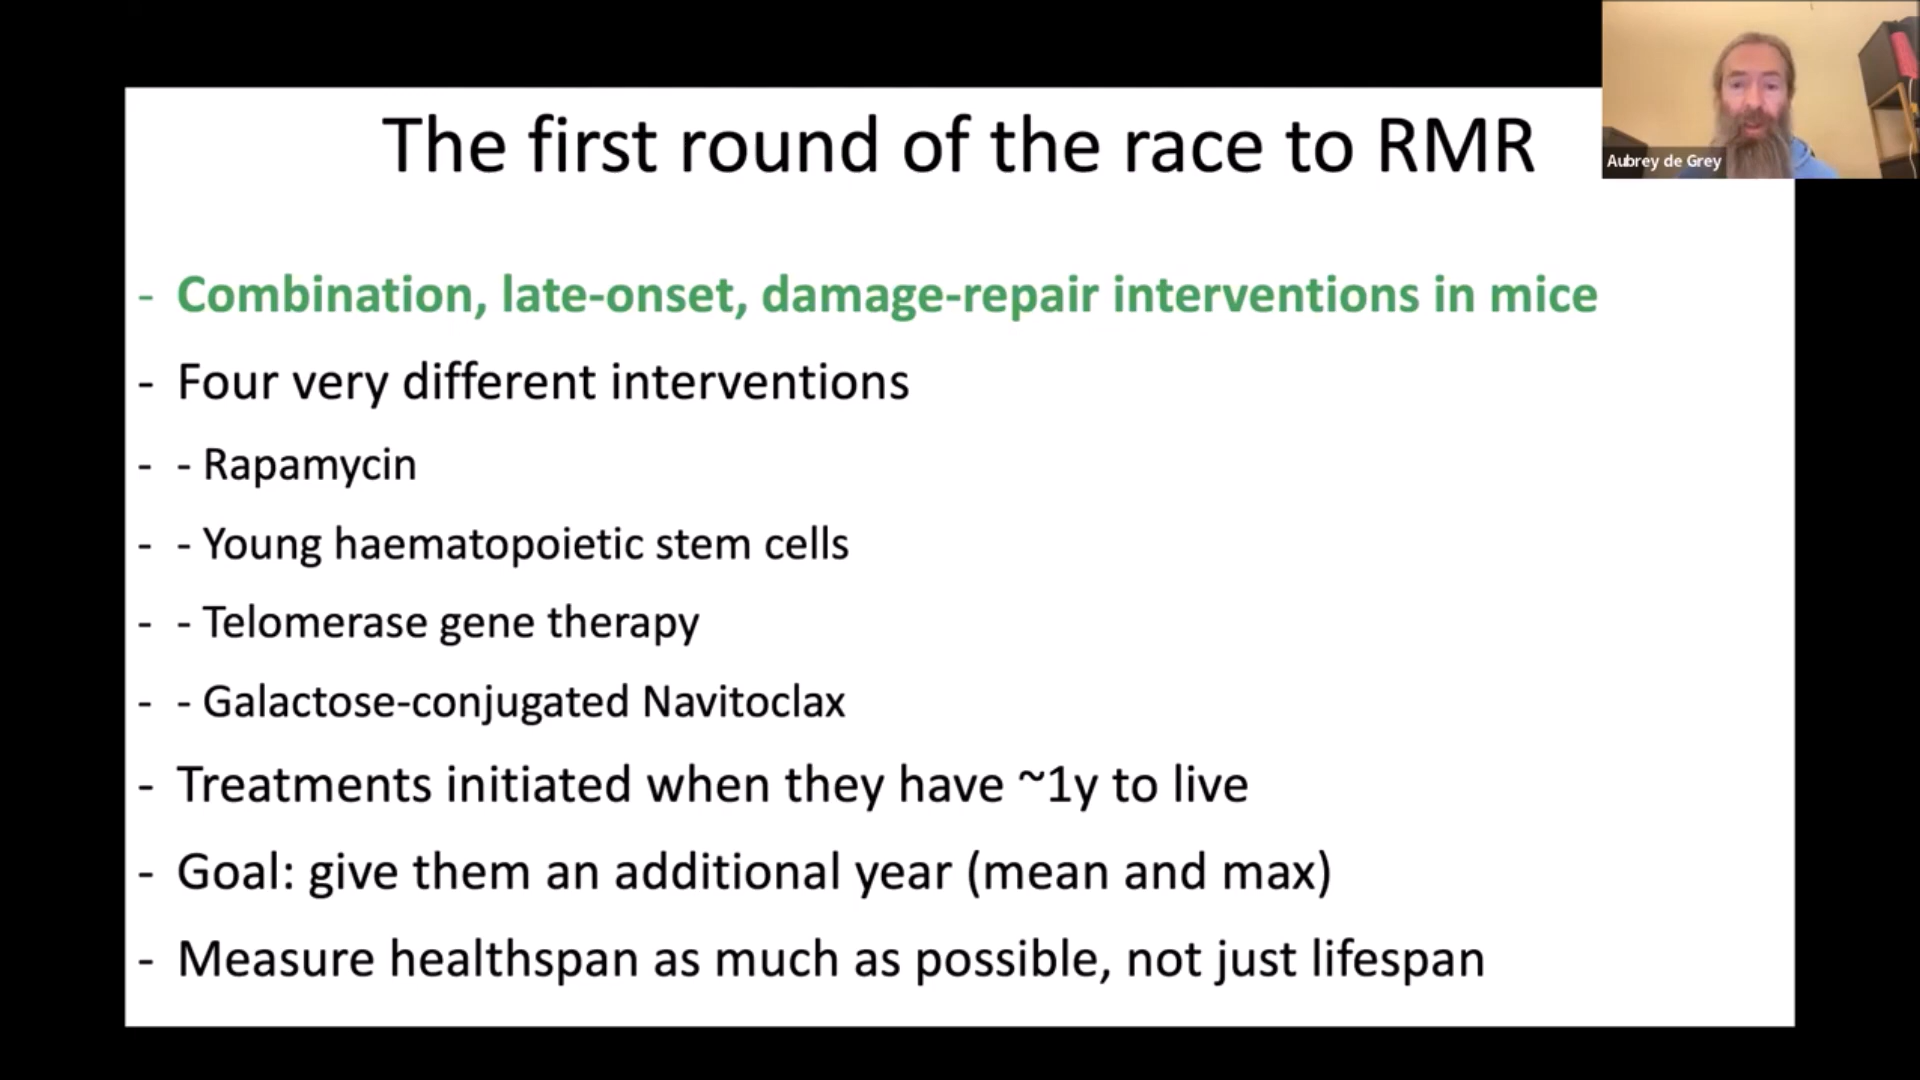 The first round of the race to RMR
Aubrey de Grey
- Combination, late-onset, damage-repair interventions in mice
- Four very different interventions
- - Rapamycin
- - Young haematopoietic stem cells
- - Telomerase gene therapy
- - Galactose-conjugated Navitoclax
- Treatments initiated when they have ~1y to live
- Goal: give them an additional year (mean and max)
- Measure healthspan as much as possible, not just lifespan